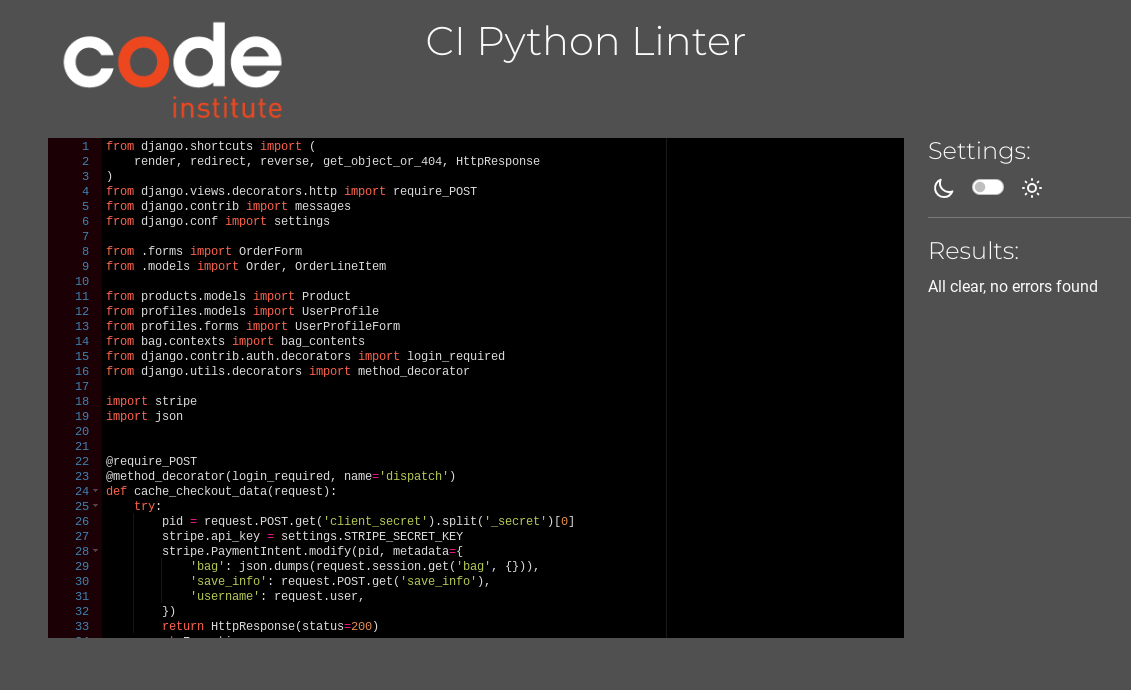 code
institute
CI Python Linter
1 from django.shortcuts import (
2     render, redirect, reverse, get_object_or_404, HttpResponse
3 )
4 from django.views.decorators.http import require_POST
5 from django.contrib import messages
6 from django.conf import settings
7
8 from .forms import OrderForm
9 from .models import Order, OrderLineItem
10
11 from products.models import Product
12 from profiles.models import UserProfile
13 from profiles.forms import UserProfileForm
14 from bag.contexts import bag_contents
15 from django.contrib.auth.decorators import login_required
16 from django.utils.decorators import method_decorator
17
18 import stripe
19 import json
20
21
22 @require_POST
23 @method_decorator(login_required, name='dispatch')
24 def cache_checkout_data(request):
25     try:
26         pid = request.POST.get('client_secret').split('_secret')[0]
27         stripe.api_key = settings.STRIPE_SECRET_KEY
28         stripe.PaymentIntent.modify(pid, metadata={
29             'bag': json.dumps(request.session.get('bag', {})),
30             'save_info': request.POST.get('save_info'),
31             'username': request.user,
32         })
33         return HttpResponse(status=200)
Settings:
Results:
All clear, no errors found